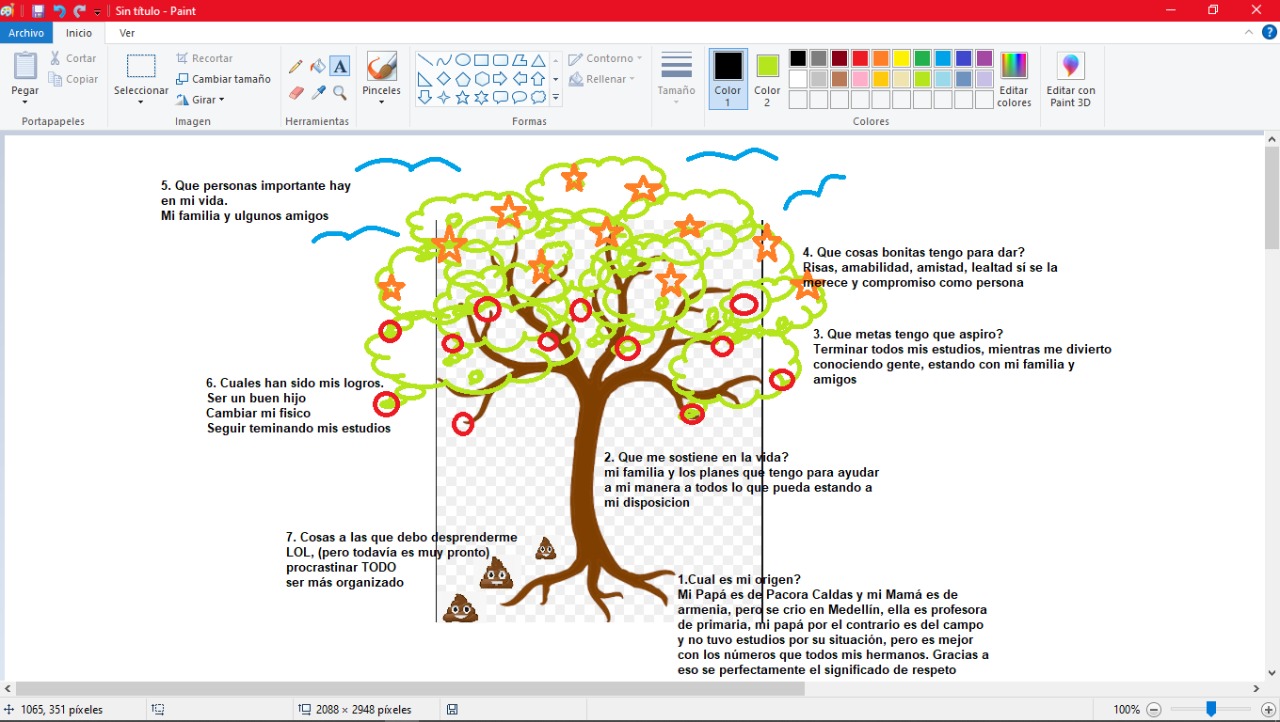 Sin título - Paint
Archivo
Inicio
Ver
Pegar
Cortar
Copiar
Portapapeles
Seleccionar
Recortar
Cambiar tamaño
Girar
Imagen
A
Herramientas
Pinceles
Contorno
Rellenar
Formas
Tamaño
Color 1
Color 2
Editar colores
Colores
Editar con Paint 3D
5. Que personas importante hay
en mi vida.
Mi familia y ulgunos amigos
4. Que cosas bonitas tengo para dar?
Risas, amabilidad, amistad, lealtad si se la
merece y compromiso como persona
3. Que metas tengo que aspiro?
Terminar todos mis estudios, mientras me divierto
conociendo gente, estando con mi familia y
amigos
6. Cuales han sido mis logros.
Ser un buen hijo
Cambiar mi fisico
Seguir teminando mis estudios
2. Que me sostiene en la vida?
mi familia y los planes que tengo para ayudar
a mi manera a todos lo que pueda estando a
mi disposicion
7. Cosas a las que debo desprenderme
LOL, (pero todavía es muy pronto)
procrastinar TODO
ser más organizado
1.Cual es mi origen?
Mi Papá es de Pacora Caldas y mi Mamá es de
armenia, pero se crio en Medellín, ella es profesora
de primaria, mi papá por el contrario es del campo
y no tuvo estudios por su situación, pero es mejor
con los números que todos mis hermanos. Gracias a
eso se perfectamente el significado de respeto
1065, 351 píxeles
2088 × 2948 píxeles
100%